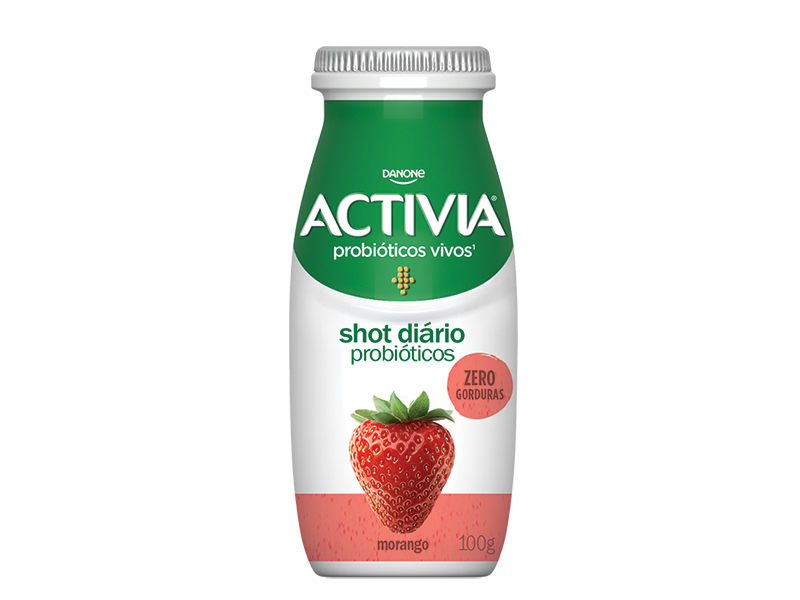 DANONE
ACTIVIA®
probióticos vivos¹
shot diário
probióticos
ZERO
GORDURAS
morango 100g